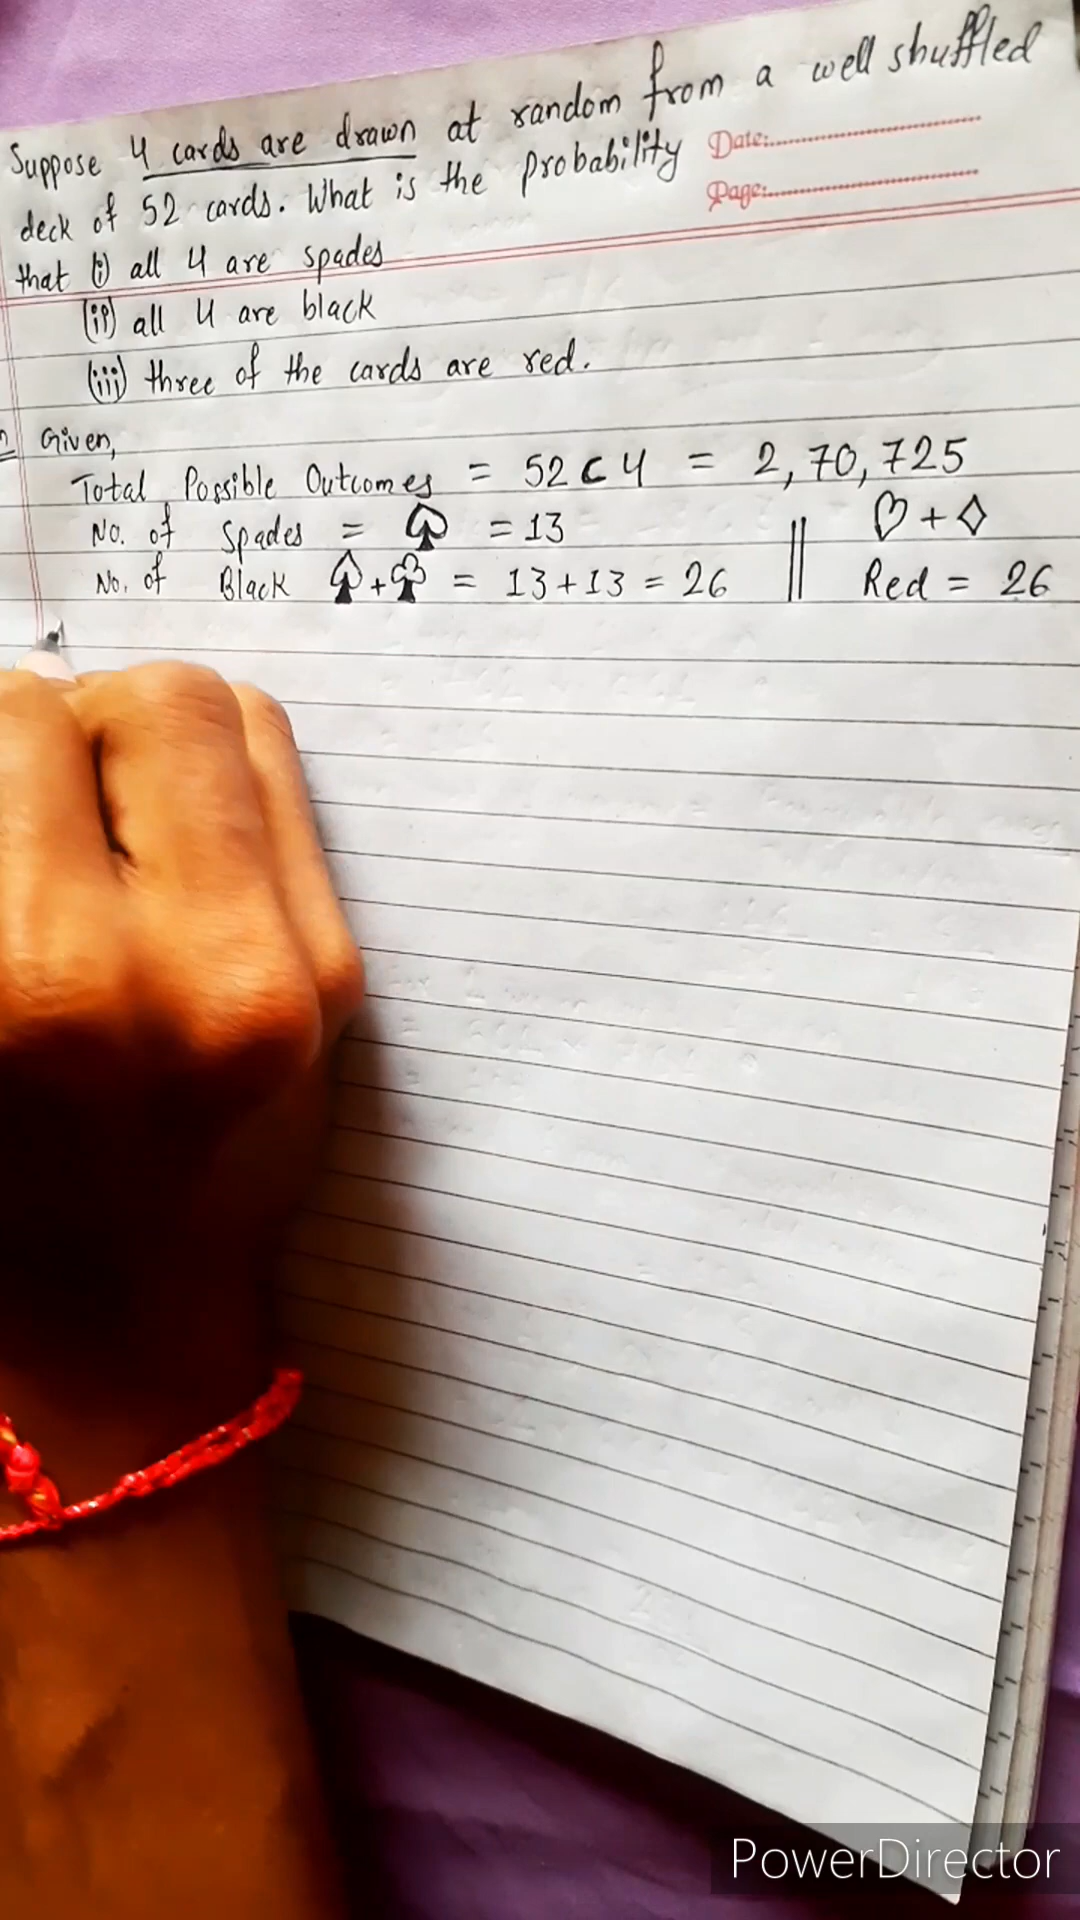 Suppose 4 cards are drawn at random from a well shuffled
deck of 52 cards. What is the probability
Date:
Page:
that (i) all 4 are spades
(ii) all 4 are black
(iii) three of the cards are red.
Given,
Total Possible Outcomes = 52C4 = 2,70,725
No. of Spades = ♠ = 13
♡ + ♢
No. of Black ♠ + ♣ = 13 + 13 = 26 || Red = 26
PowerDirector